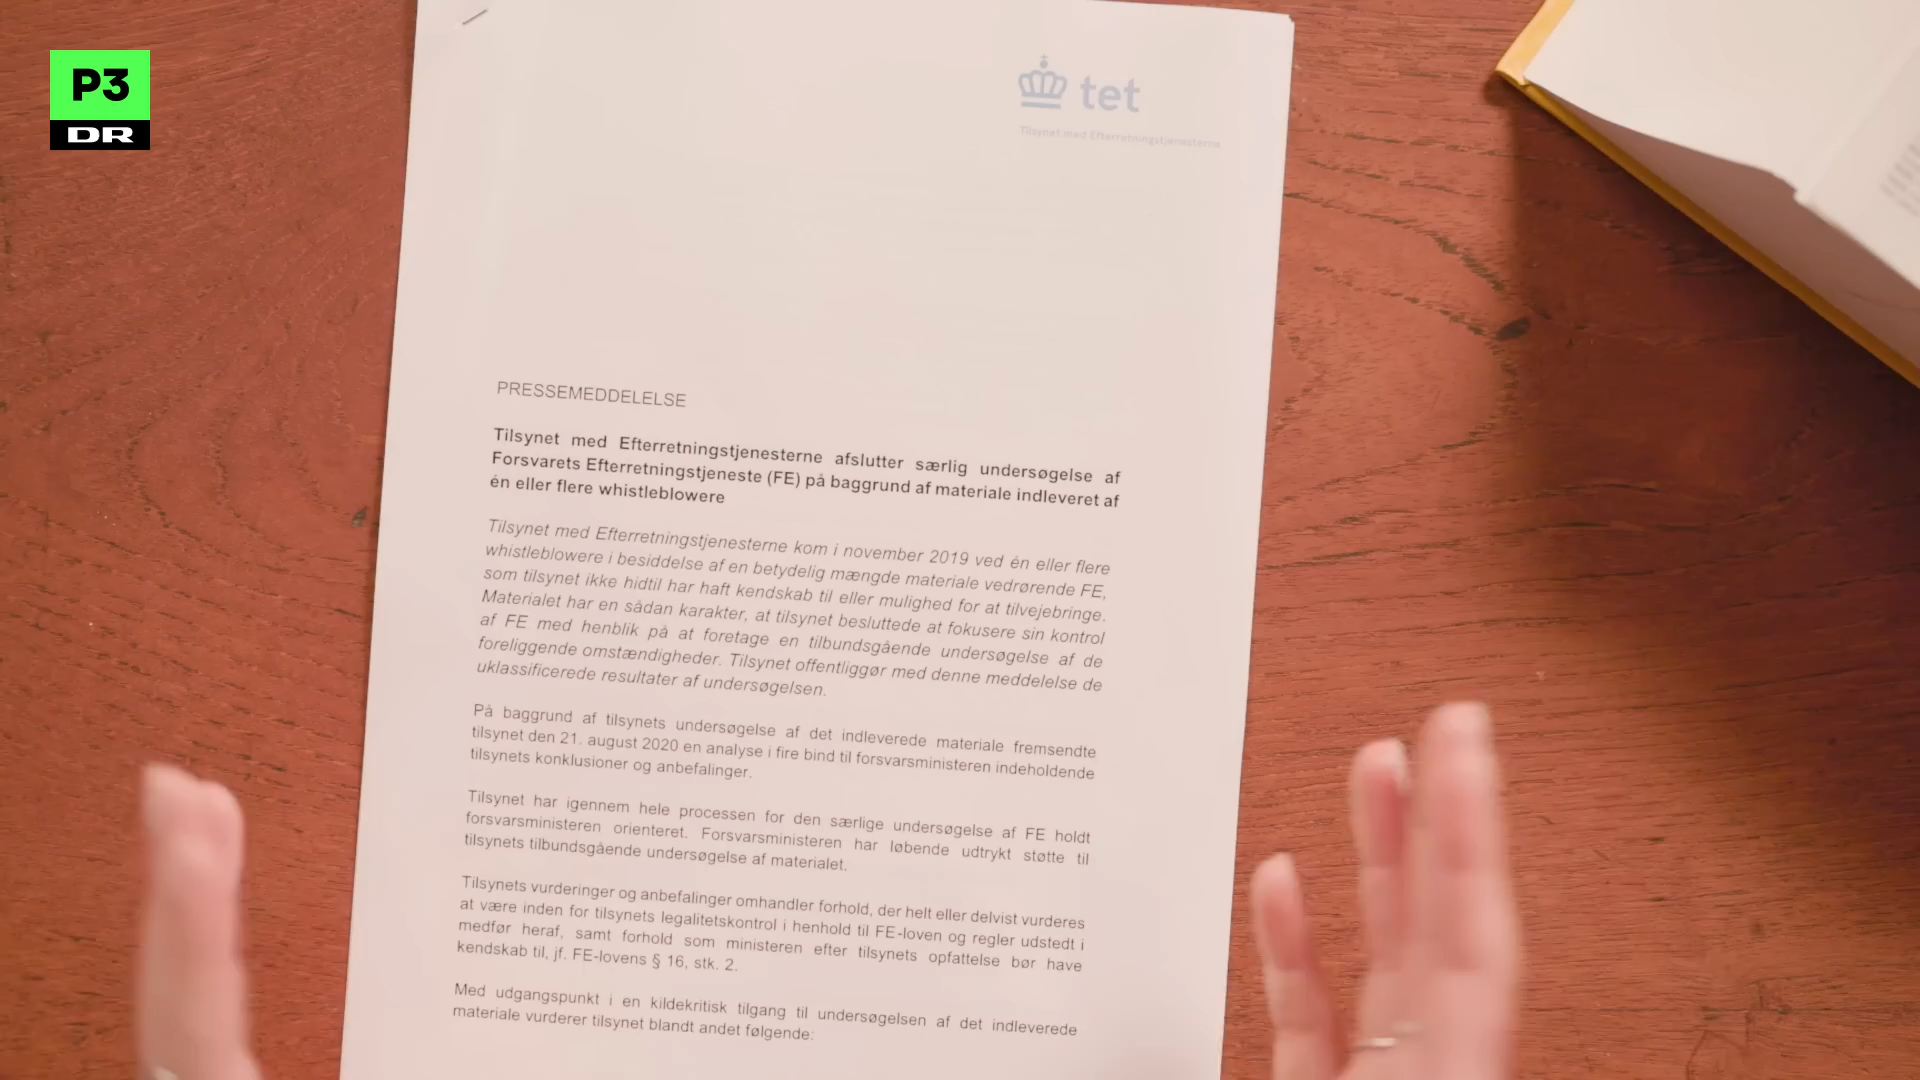 P3
DR
tet
Tilsynet med Efterretningstjenesterne
PRESSEMEDDELELSE
Tilsynet med Efterretningstjenesterne afslutter særlig undersøgelse af
Forsvarets Efterretningstjeneste (FE) på baggrund af materiale indleveret af
én eller flere whistleblowere
Tilsynet med Efterretningstjenesterne kom i november 2019 ved én eller flere
whistleblowere i besiddelse af en betydelig mængde materiale vedrørende FE,
som tilsynet ikke hidtil har haft kendskab til eller mulighed for at tilvejebringe.
Materialet har en sådan karakter, at tilsynet besluttede at fokusere sin kontrol
af FE med henblik på at foretage en tilbundsgående undersøgelse af de
foreliggende omstændigheder. Tilsynet offentliggør med denne meddelelse de
uklassificerede resultater af undersøgelsen.
På baggrund af tilsynets undersøgelse af det indleverede materiale fremsendte
tilsynet den 21. august 2020 en analyse i fire bind til forsvarsministeren indeholdende
tilsynets konklusioner og anbefalinger.
Tilsynet har igennem hele processen for den særlige undersøgelse af FE holdt
forsvarsministeren orienteret. Forsvarsministeren har løbende udtrykt støtte til
tilsynets tilbundsgående undersøgelse af materialet.
Tilsynets vurderinger og anbefalinger omhandler forhold, der helt eller delvist vurderes
at være inden for tilsynets legalitetskontrol i henhold til FE-loven og regler udstedt i
medfør heraf, samt forhold som ministeren efter tilsynets opfattelse bør have
kendskab til, jf. FE-lovens § 16, stk. 2.
Med udgangspunkt i en kildekritisk tilgang til undersøgelsen af det indleverede
materiale vurderer tilsynet blandt andet følgende: